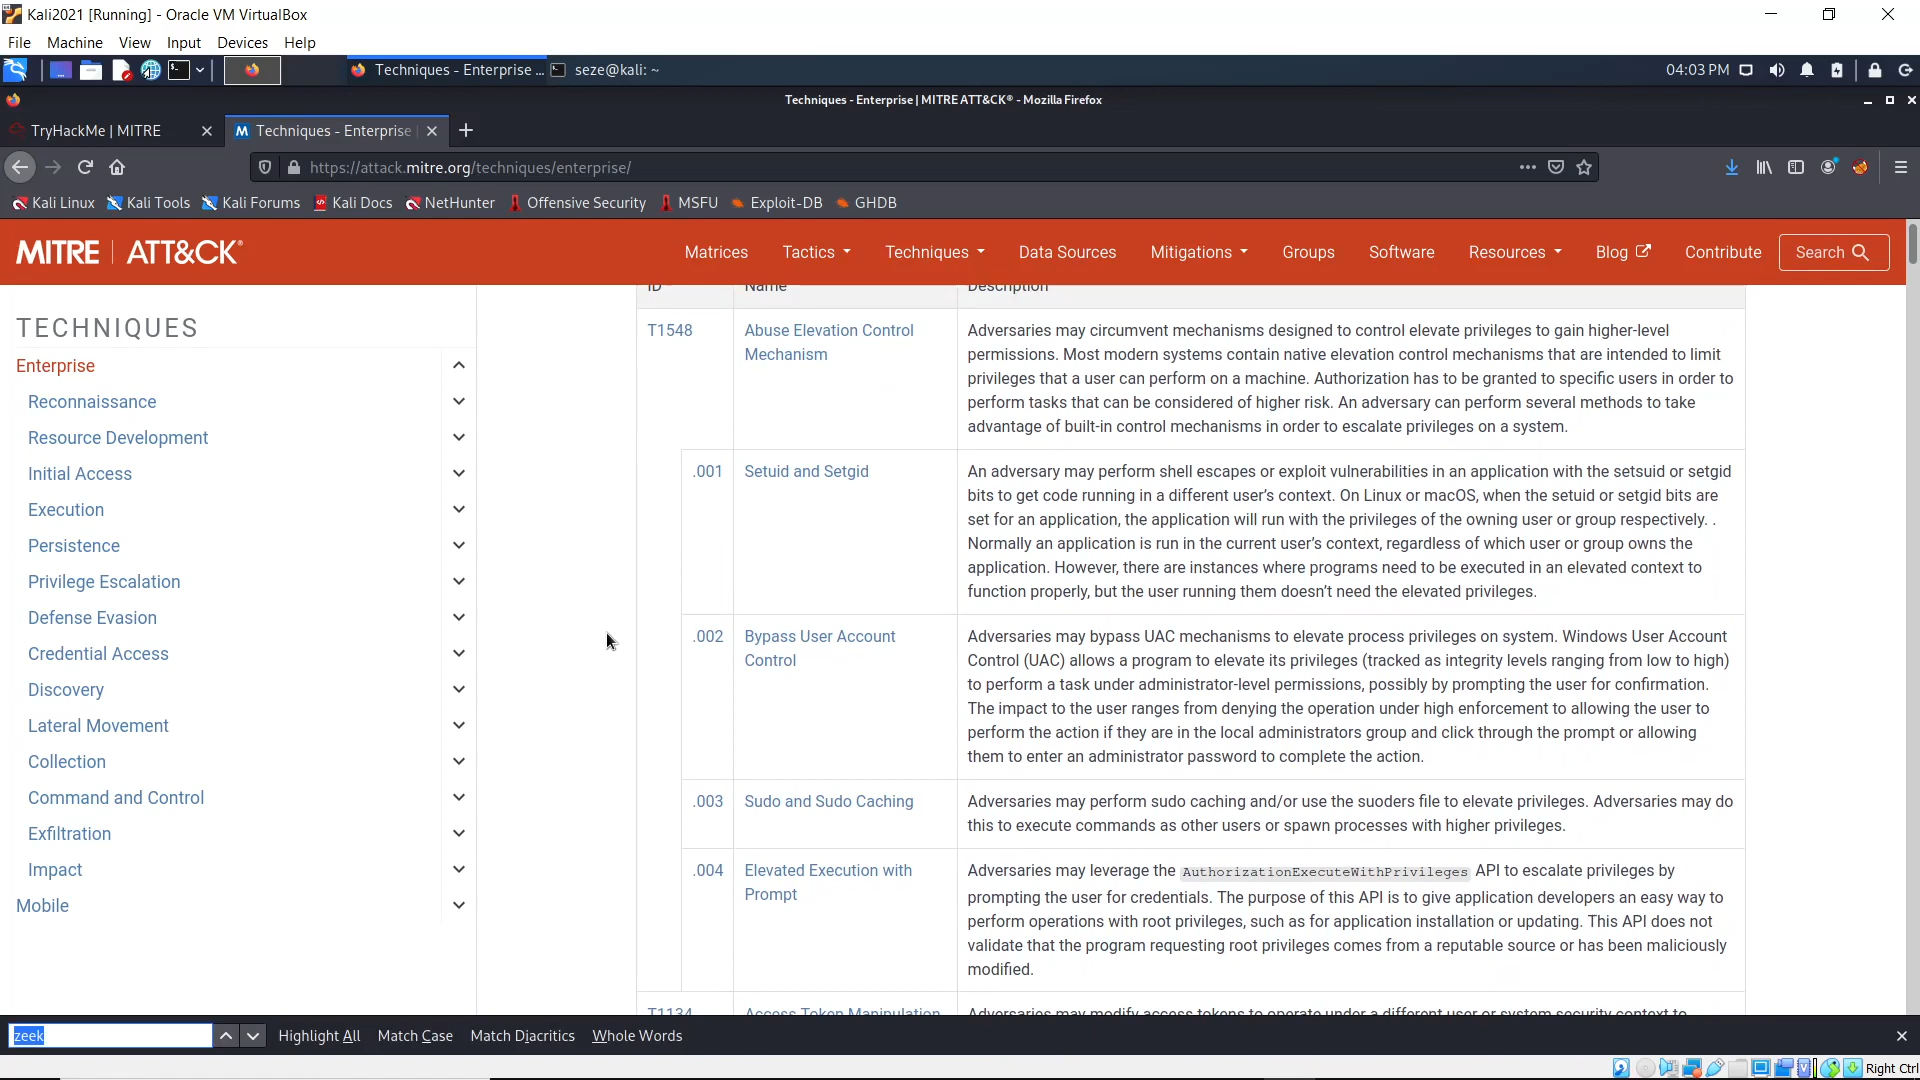 Kali2021 [Running] - Oracle VM VirtualBox
File Machine View Input Devices Help
Techniques - Enterprise ... seze@kali: ~ 04:03 PM
Techniques - Enterprise | MITRE ATT&CK® - Mozilla Firefox
TryHackMe | MITRE
Techniques - Enterprise |
https://attack.mitre.org/techniques/enterprise/
Kali Linux Kali Tools Kali Forums Kali Docs NetHunter Offensive Security MSFU Exploit-DB GHDB
MITRE | ATT&CK®
Matrices Tactics Techniques Data Sources Mitigations Groups Software Resources Blog Contribute Search
TECHNIQUES
Enterprise
Reconnaissance
Resource Development
Initial Access
Execution
Persistence
Privilege Escalation
Defense Evasion
Credential Access
Discovery
Lateral Movement
Collection
Command and Control
Exfiltration
Impact
Mobile
ID Name Description
T1548
Abuse Elevation Control
Mechanism
Adversaries may circumvent mechanisms designed to control elevate privileges to gain higher-level
permissions. Most modern systems contain native elevation control mechanisms that are intended to limit
privileges that a user can perform on a machine. Authorization has to be granted to specific users in order to
perform tasks that can be considered of higher risk. An adversary can perform several methods to take
advantage of built-in control mechanisms in order to escalate privileges on a system.
.001
Setuid and Setgid
An adversary may perform shell escapes or exploit vulnerabilities in an application with the setsuid or setgid
bits to get code running in a different user’s context. On Linux or macOS, when the setuid or setgid bits are
set for an application, the application will run with the privileges of the owning user or group respectively. .
Normally an application is run in the current user’s context, regardless of which user or group owns the
application. However, there are instances where programs need to be executed in an elevated context to
function properly, but the user running them doesn’t need the elevated privileges.
.002
Bypass User Account
Control
Adversaries may bypass UAC mechanisms to elevate process privileges on system. Windows User Account
Control (UAC) allows a program to elevate its privileges (tracked as integrity levels ranging from low to high)
to perform a task under administrator-level permissions, possibly by prompting the user for confirmation.
The impact to the user ranges from denying the operation under high enforcement to allowing the user to
perform the action if they are in the local administrators group and click through the prompt or allowing
them to enter an administrator password to complete the action.
.003
Sudo and Sudo Caching
Adversaries may perform sudo caching and/or use the suoders file to elevate privileges. Adversaries may do
this to execute commands as other users or spawn processes with higher privileges.
.004
Elevated Execution with
Prompt
Adversaries may leverage the AuthorizationExecuteWithPrivileges API to escalate privileges by
prompting the user for credentials. The purpose of this API is to give application developers an easy way to
perform operations with root privileges, such as for application installation or updating. This API does not
validate that the program requesting root privileges comes from a reputable source or has been maliciously
modified.
T1134 Access Token Manipulation Adversaries may modify access tokens to operate under a different user or system security context to
zeek Highlight All Match Case Match Diacritics Whole Words
Right Ctrl